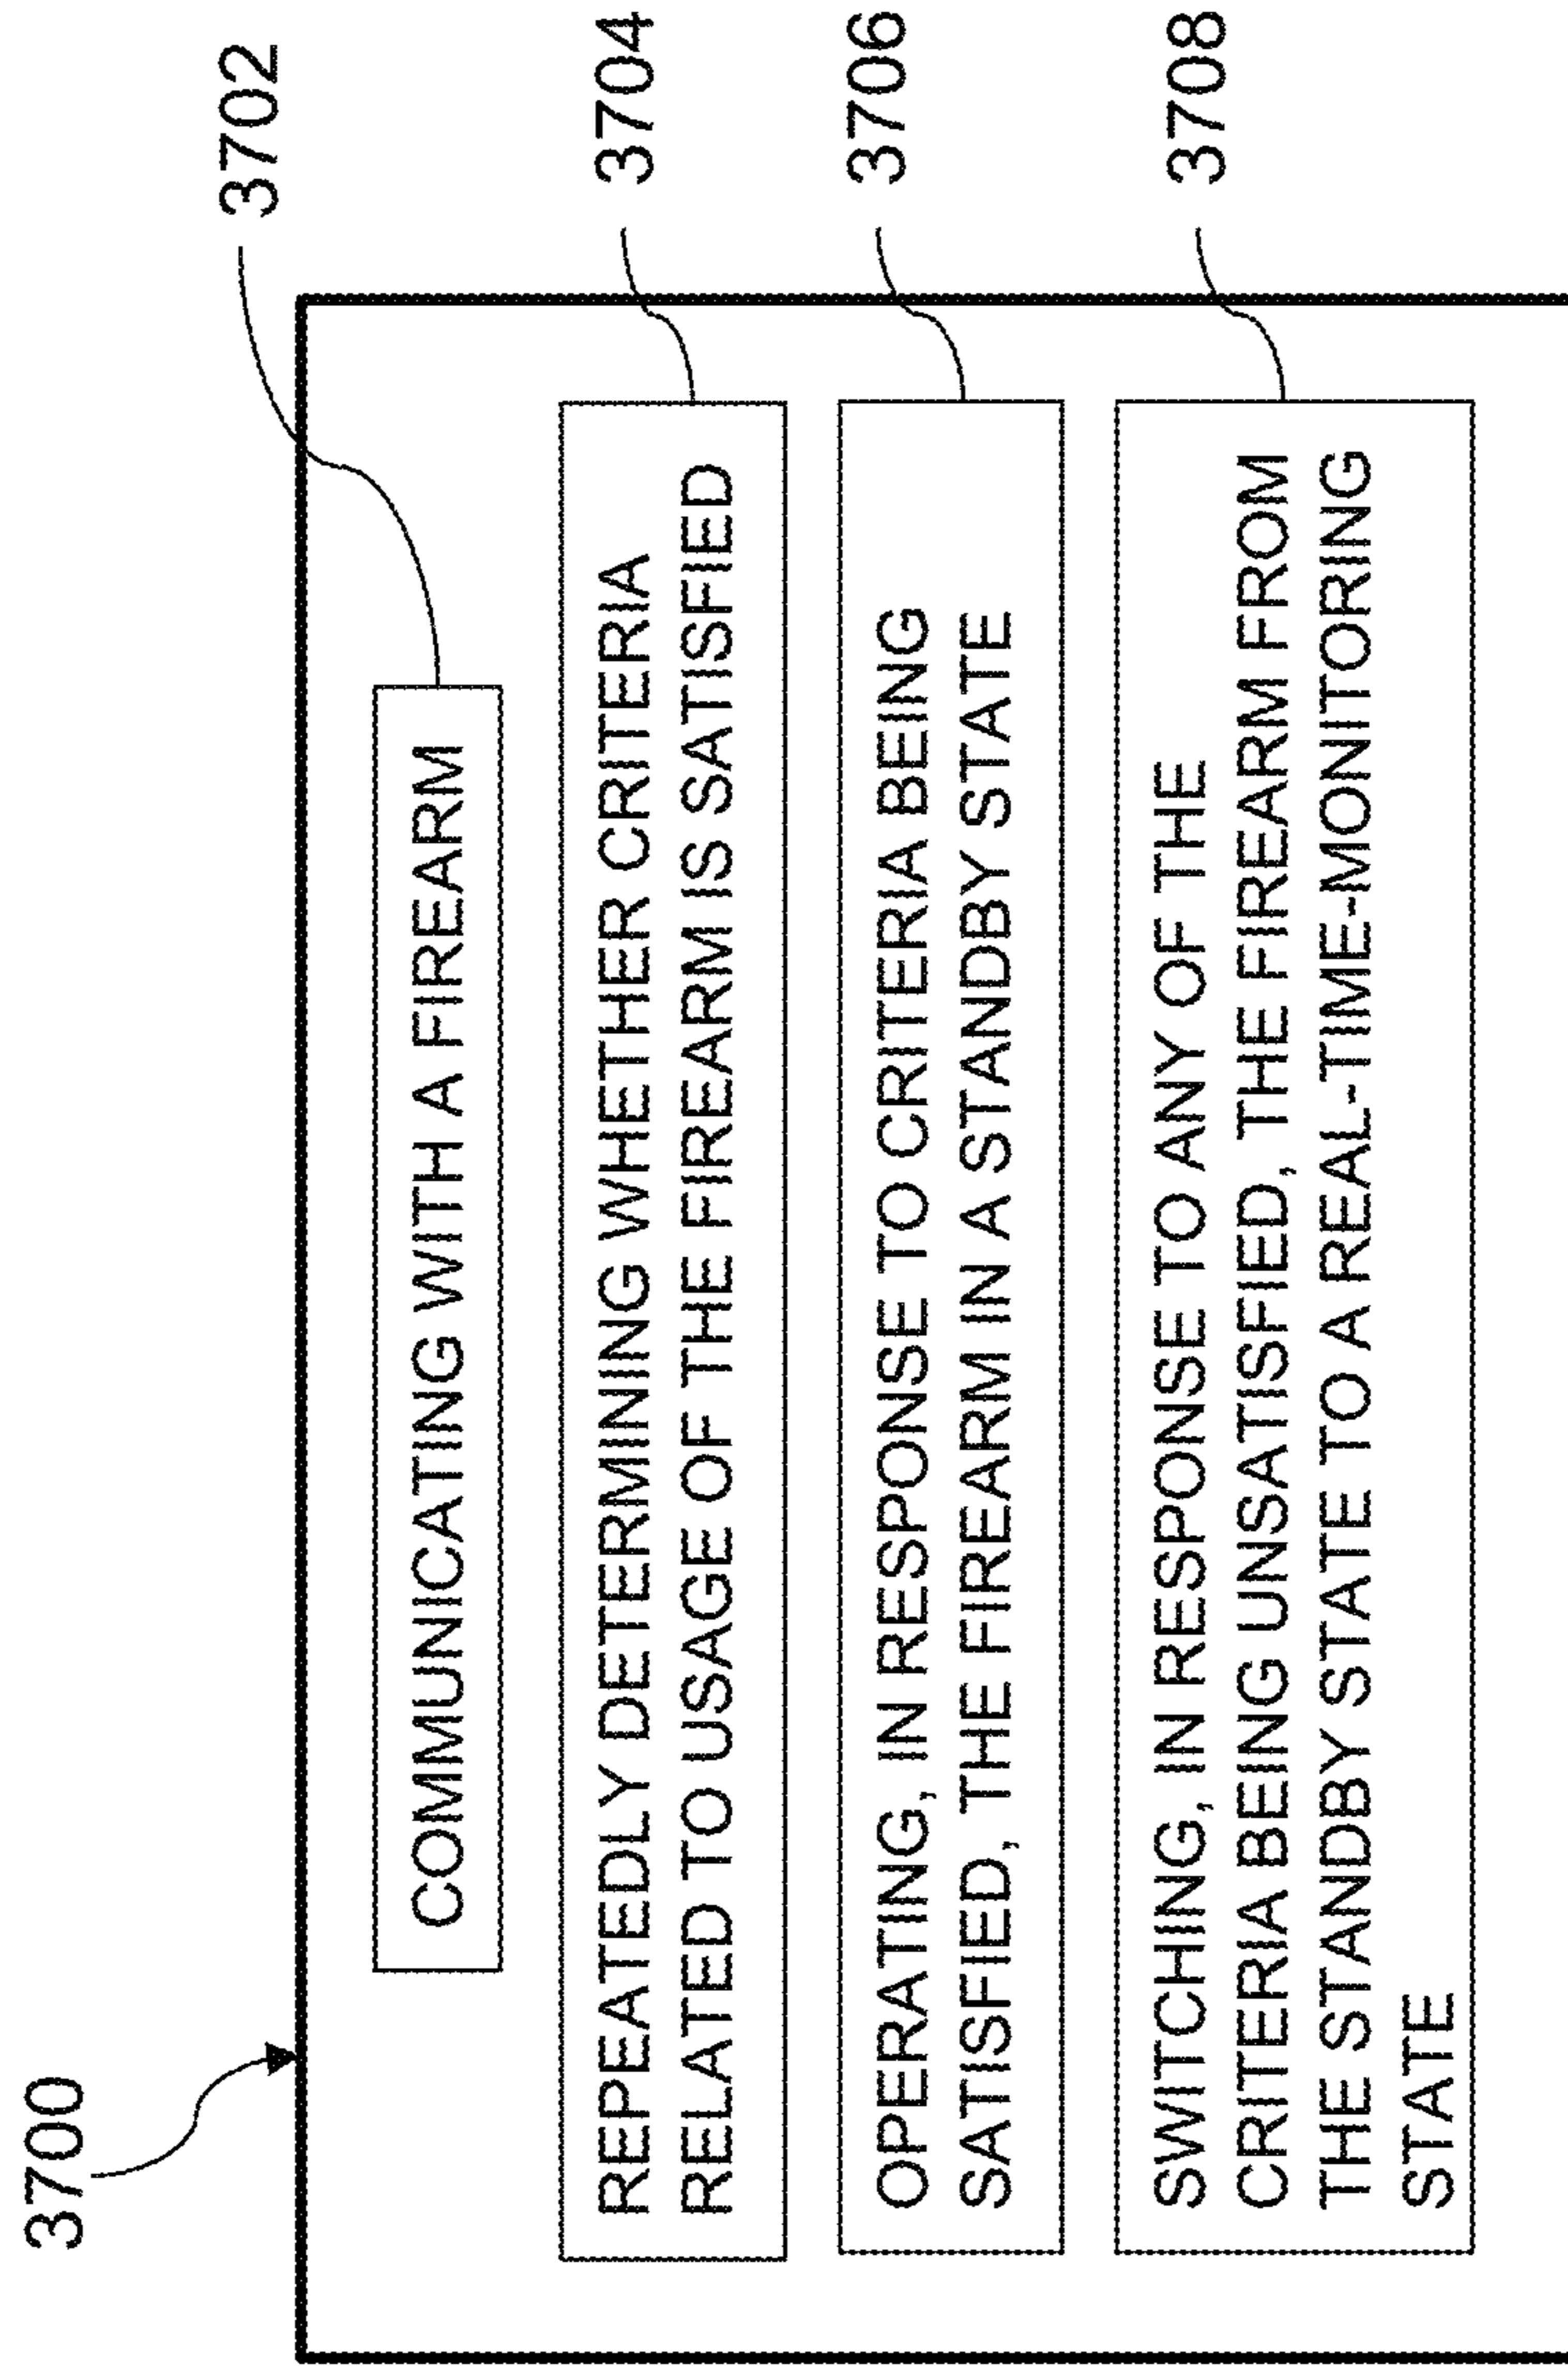 3700
3702
COMMUNICATING WITH A FIREARM
3704
REPEATEDLY DETERMINING WHETHER CRITERIA
RELATED TO USAGE OF THE FIREARM IS SATISFIED
3706
OPERATING, IN RESPONSE TO CRITERIA BEING
SATISFIED, THE FIREARM IN A STANDBY STATE
3708
SWITCHING, IN RESPONSE TO ANY OF THE
CRITERIA BEING UNSATISFIED, THE FIREARM FROM
THE STANDBY STATE TO A REAL-TIME-MONITORING
STATE